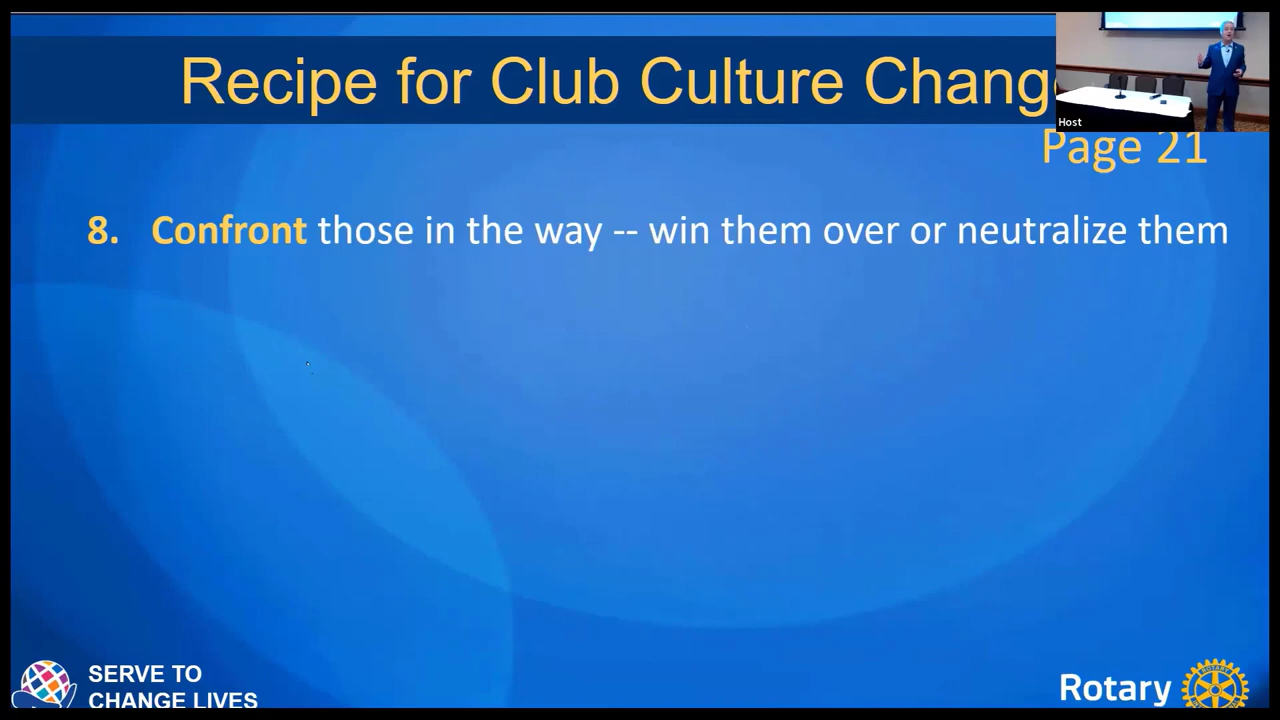 Recipe for Club Culture Chang
Host
Page 21
8. Confront those in the way -- win them over or neutralize them
SERVE TO
CHANGE LIVES
Rotary